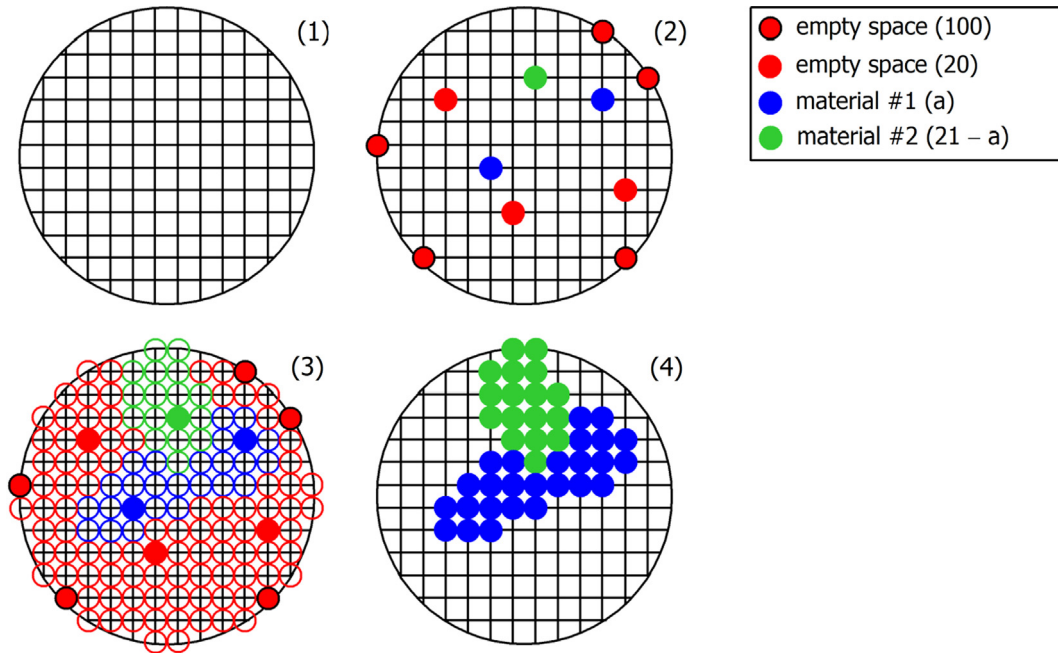 (1)
(2)
empty space (100)
empty space (20)
material #1 (a)
material #2 (21 – a)
(3)
(4)